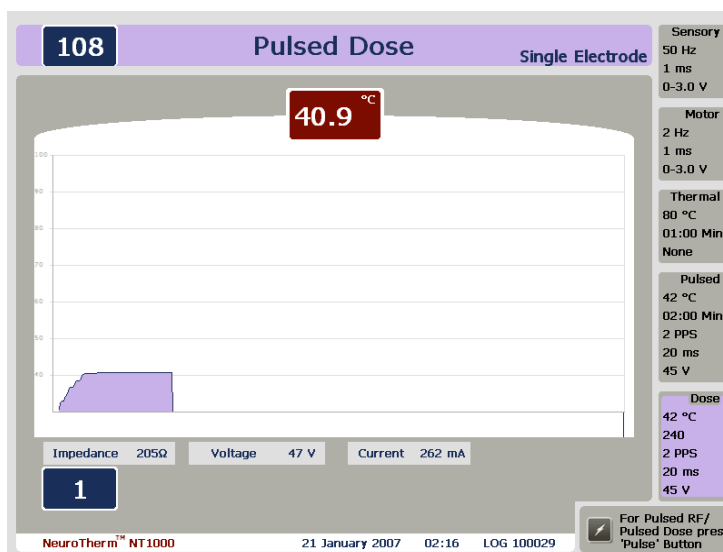 108
Pulsed Dose
Single Electrode
°C
40.9
100
90
80
70
60
50
40
Impedance 205Ω Voltage 47 V Current 262 mA
1
NeuroTherm™ NT1000 21 January 2007 02:16 LOG 100029
Sensory
50 Hz
1 ms
0-3.0 V
Motor
2 Hz
1 ms
0-3.0 V
Thermal
80 °C
01:00 Min
None
Pulsed
42 °C
02:00 Min
2 PPS
20 ms
45 V
Dose
42 °C
240
2 PPS
20 ms
45 V
For Pulsed RF/
Pulsed Dose pres
'Pulse' Button